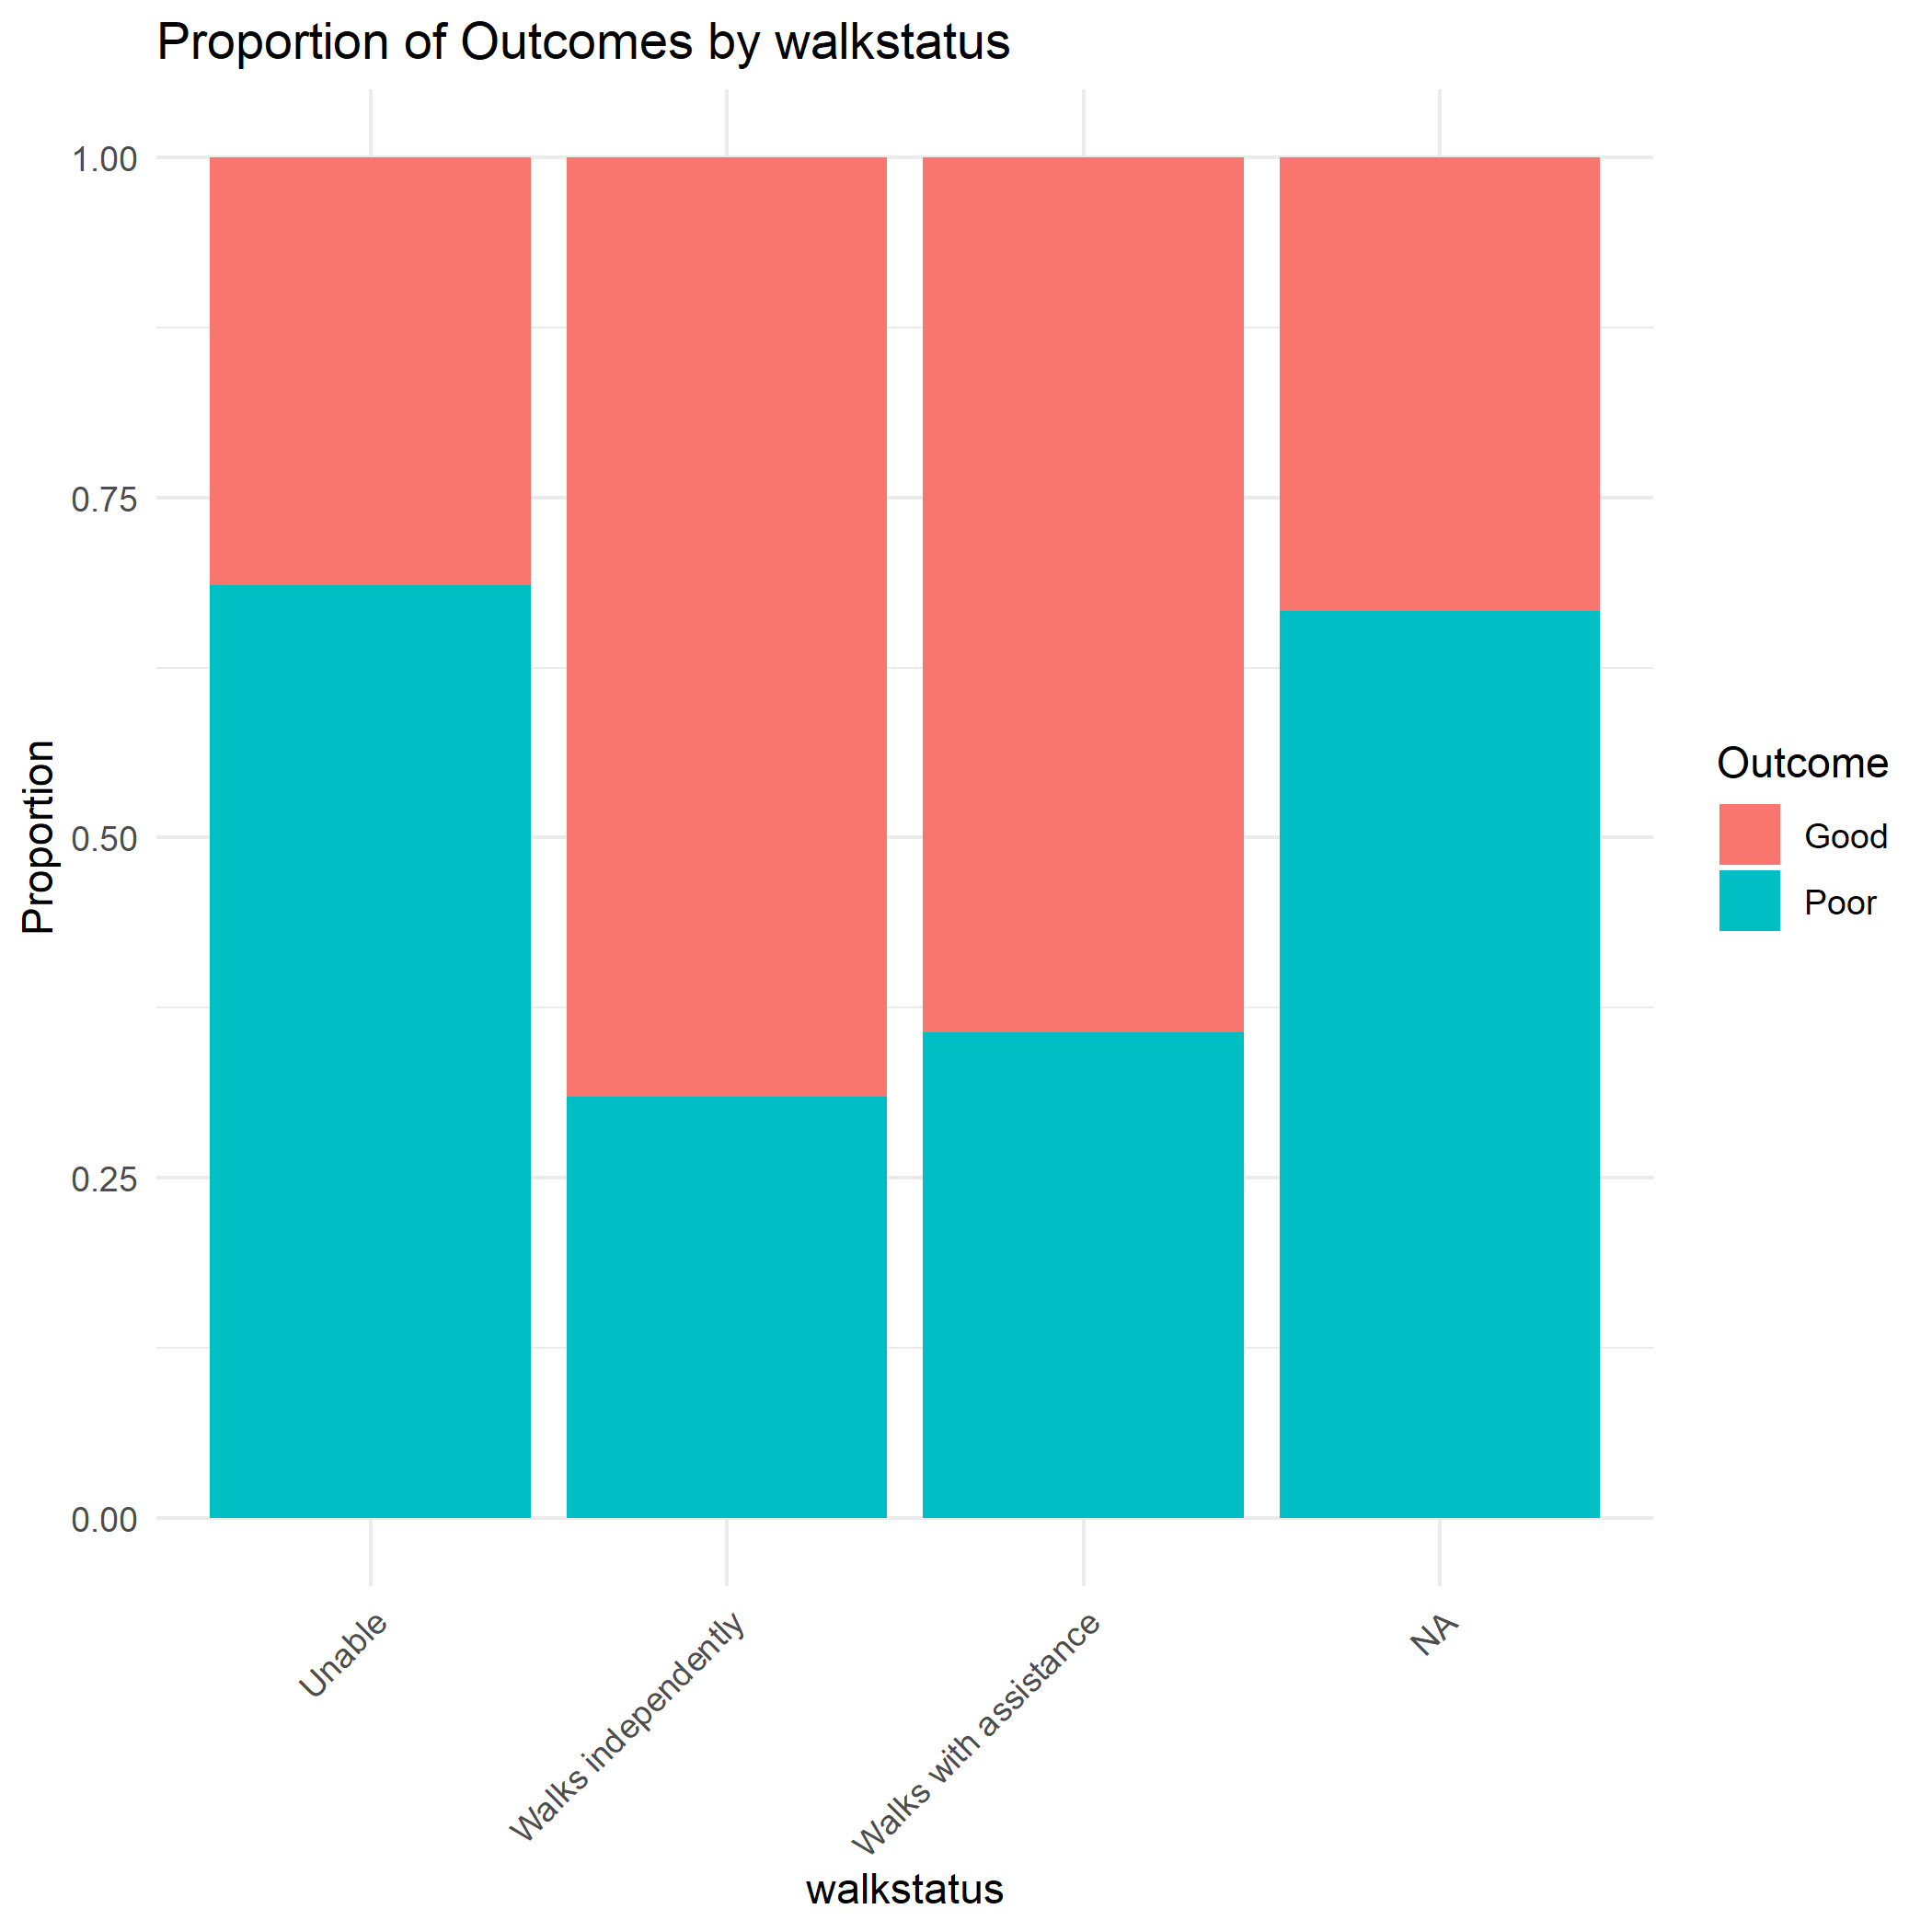 Proportion of Outcomes by walkstatus
1.00
0.75
0.50
0.25
0.00
Proportion
Unable
Walks independently
Walks with assistance
NA
walkstatus
Outcome
Good
Poor